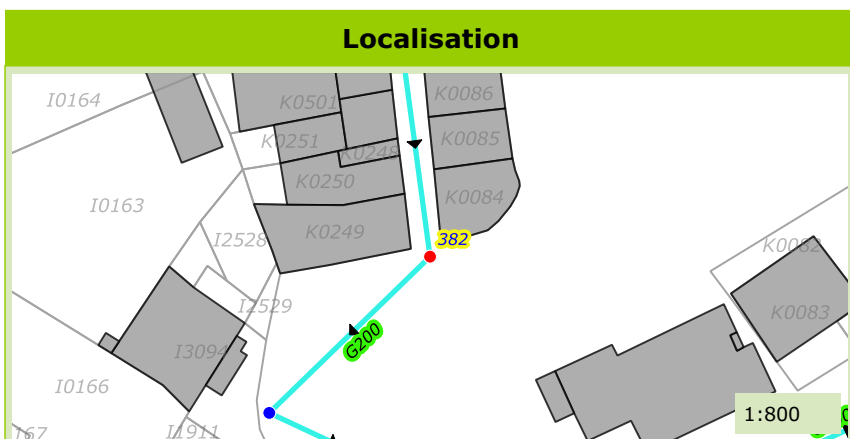 Localisation
I0164
K0501
K0086
K0251
K0248
K0085
K0250
K0084
I0163
K0249
I2528
382
K0082
I2529
K0083
G200
I3094
I0166
1:800
167
I1911